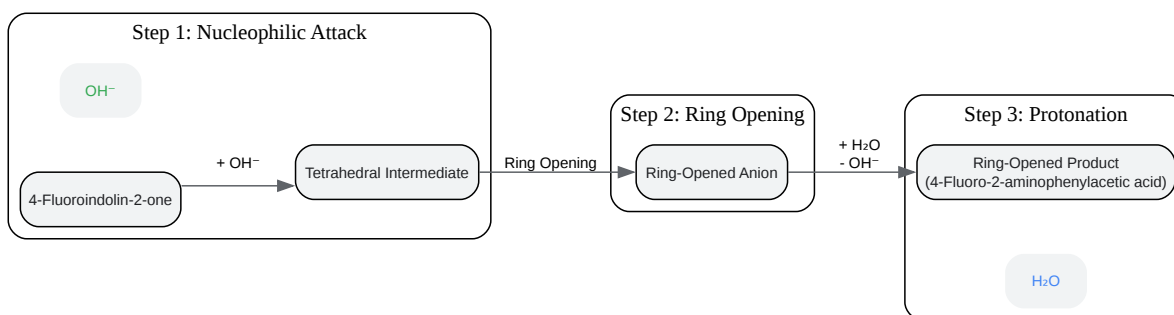 Step 1: Nucleophilic Attack
OH⁻
4-Fluoroindolin-2-one
+ OH⁻
Tetrahedral Intermediate
Ring Opening
Step 2: Ring Opening
Ring-Opened Anion
+ H₂O
- OH⁻
Step 3: Protonation
Ring-Opened Product
(4-Fluoro-2-aminophenylacetic acid)
H₂O